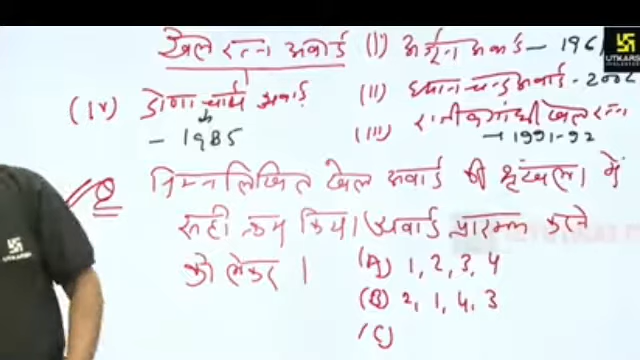 खेल रत्न अवार्ड
(I) अर्जुन अवार्ड - 196
(II) ध्यानचन्द अवार्ड - 2002
(III) राजीव गांधी खेल रत्न
→ 1991-92
(IV) द्रोणाचार्य अवार्ड
- 1985
Q निम्नलिखित खेल अवार्ड की श्रृंखला में
सही क्रम किया। अवार्ड प्रारम्भ करने
को लेकर।
(A) 1, 2, 3, 4
(B) 2, 1, 4, 3
(C)
UTKARSH